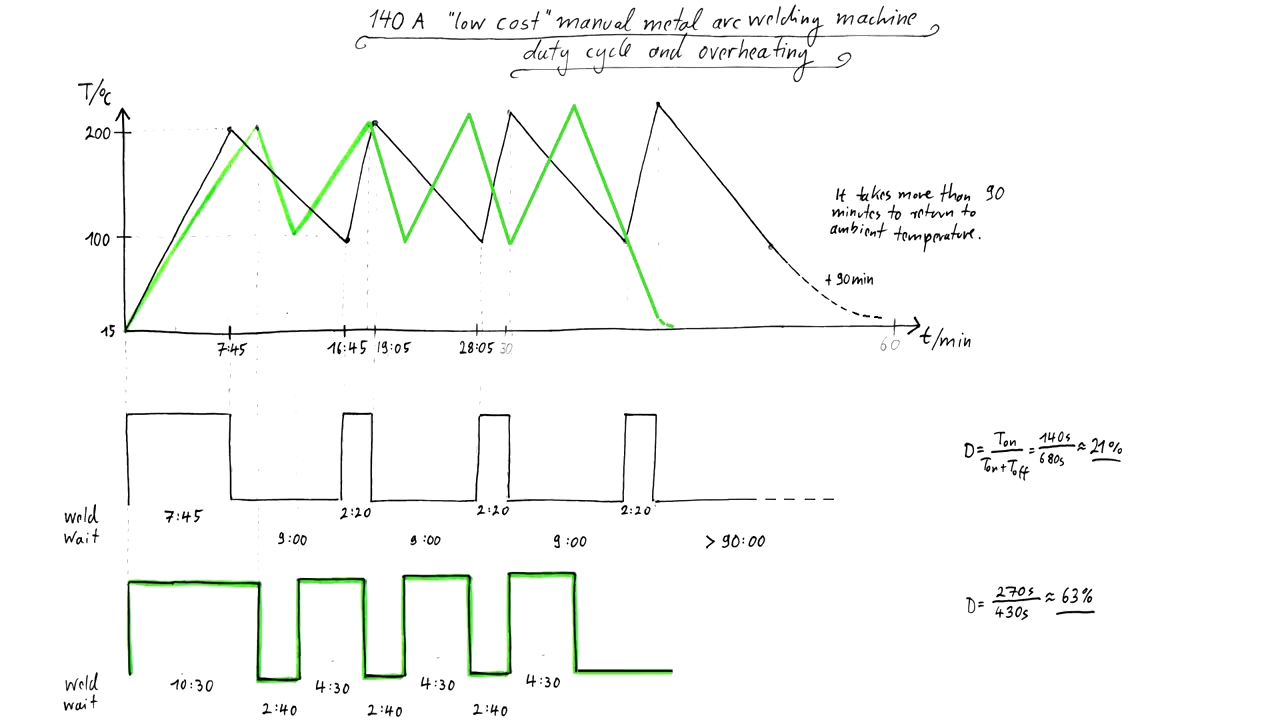 140 A "low cost" manual metal arc welding machine
duty cycle and overheating
T/°C
200
100
15
7:45
16:45
19:05
28:05
30
60
t/min
It takes more than 90
minutes to return to
ambient temperature.
+90min
weld
wait
7:45
2:20
2:20
2:20
9:00
9:00
9:00
> 90:00
D = Ton / Ton + Toff = 140s / 680s ≈ 21%
weld
wait
10:30
4:30
4:30
4:30
2:40
2:40
2:40
D = 270s / 430s ≈ 63%